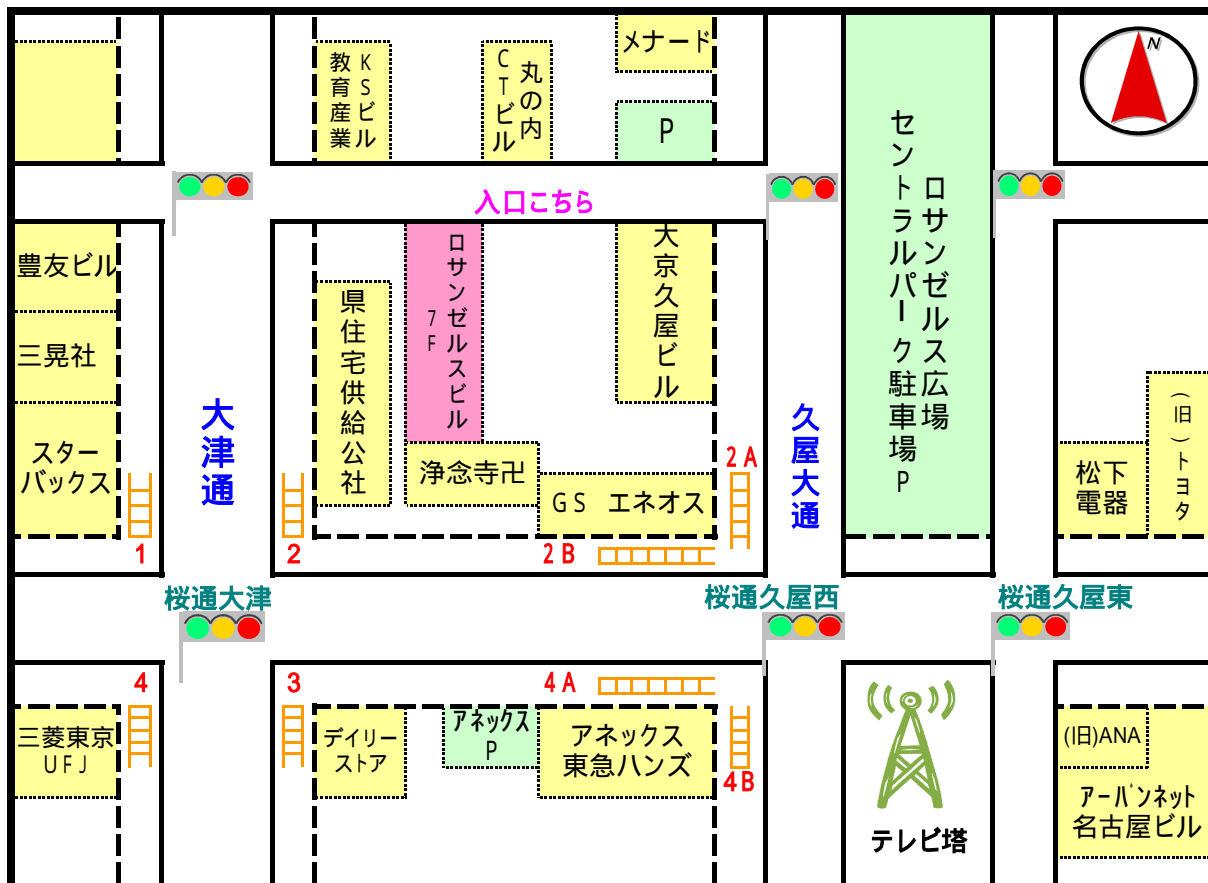 メナード
N
KSビル
教育産業
丸の内
CTビル
P
入口こちら
ロサンゼルス広場
セントラルパーク駐車場P
豊友ビル
三晃社
スター
バックス
大津通
県住宅供給公社
ロサンゼルスビル
7F
浄念寺卍
大京久屋ビル
GS エネオス
久屋大通
松下
電器
(旧)トヨタ
1
2
2B
2A
桜通大津
桜通久屋西
桜通久屋東
4
3
4A
4B
三菱東京
UFJ
デイリー
ストア
アネックス
P
アネックス
東急ハンズ
テレビ塔
(旧)ANA
アーバンネット
名古屋ビル